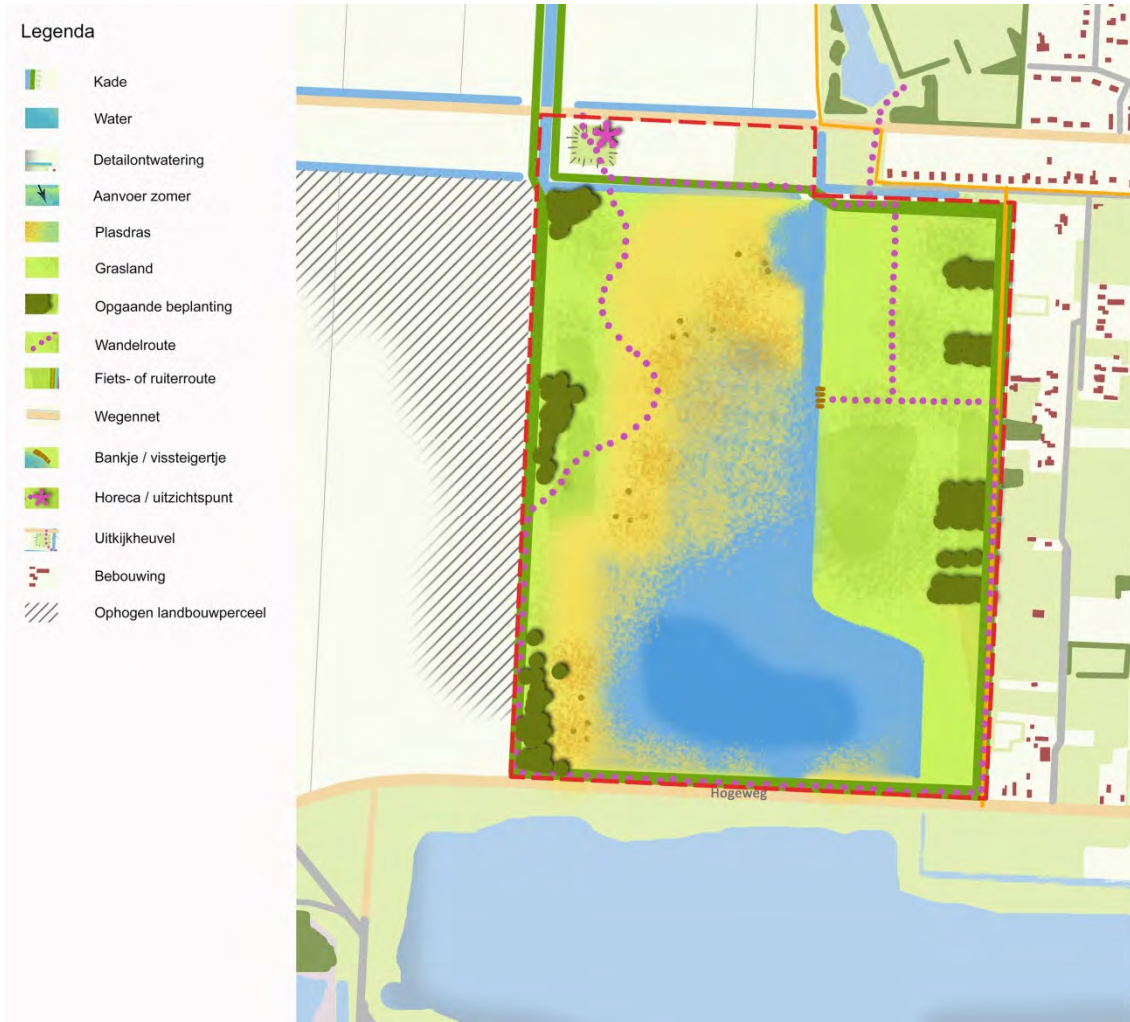 Legenda
Kade
Water
Detailontwatering
Aanvoer zomer
Plasdras
Grasland
Opgaande beplanting
Wandelroute
Fiets- of ruiterroute
Wegennet
Bankje / vissteigertje
Horeca / uitzichtspunt
Uitkijkheuvel
Bebouwing
Ophogen landbouwperceel
Hogeweg